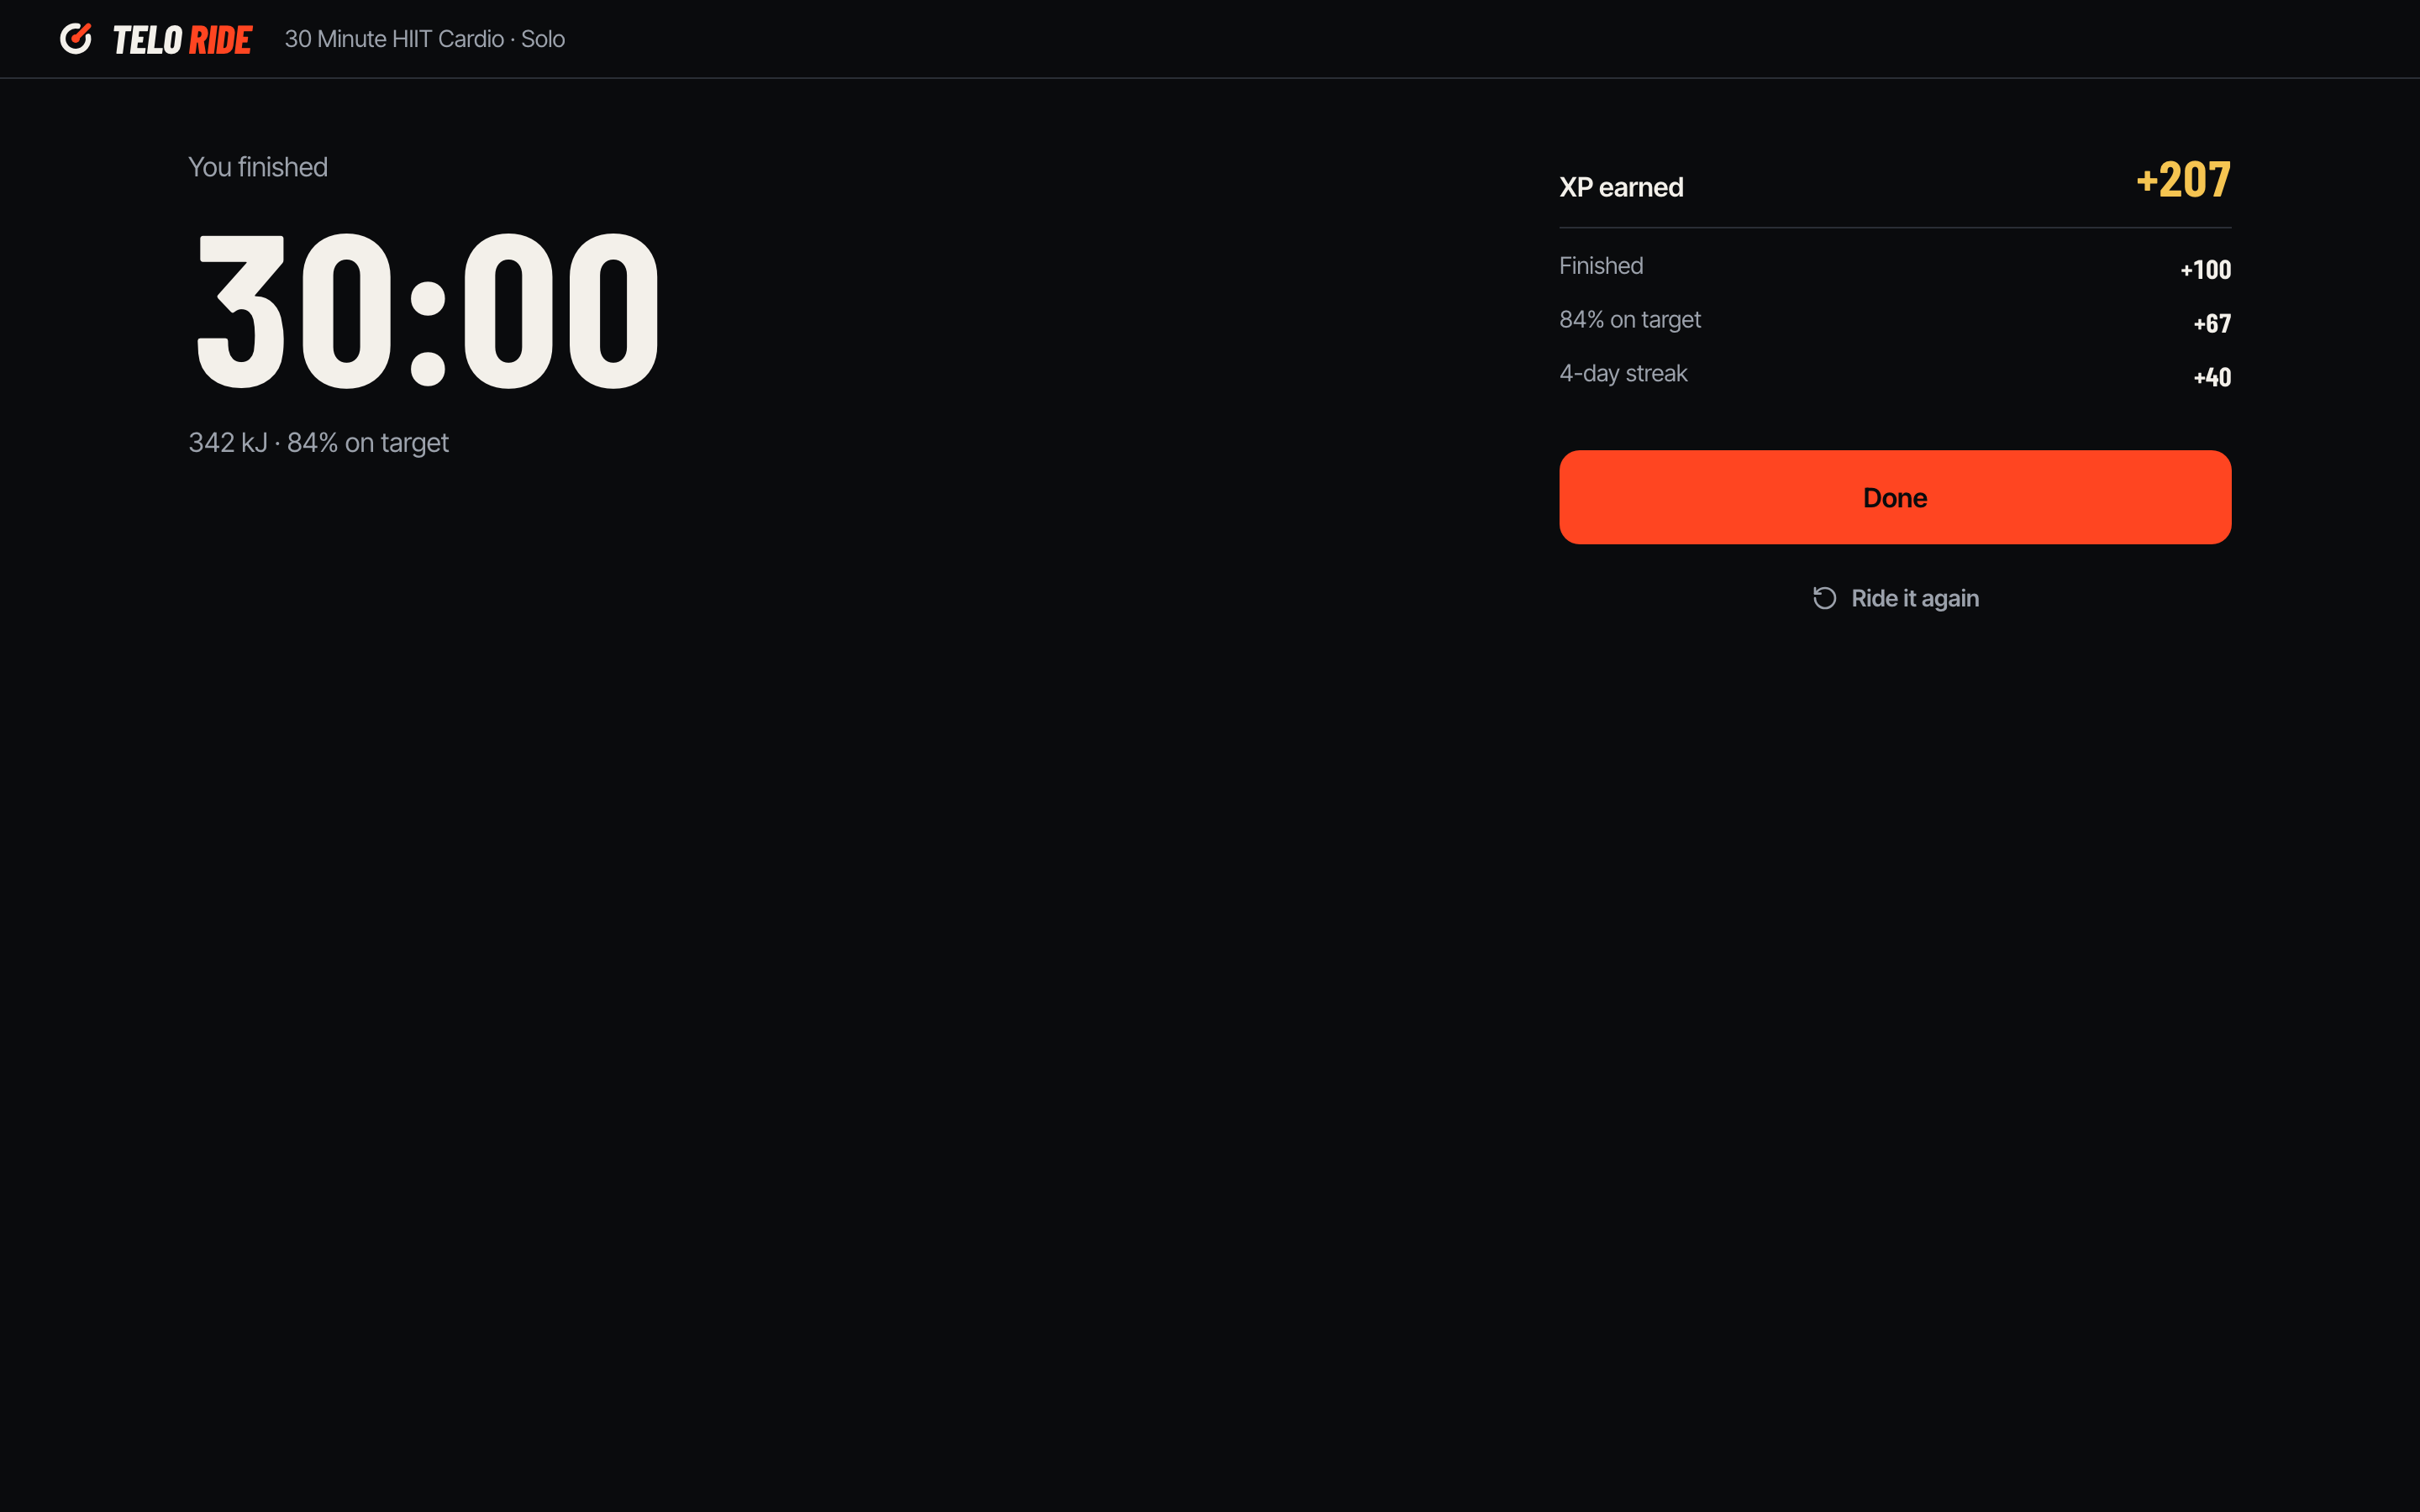 TELO RIDE
30 Minute HIIT Cardio · Solo
You finished
30:00
342 kJ · 84% on target
XP earned
+207
Finished
+100
84% on target
+67
4-day streak
+40
Done
Ride it again